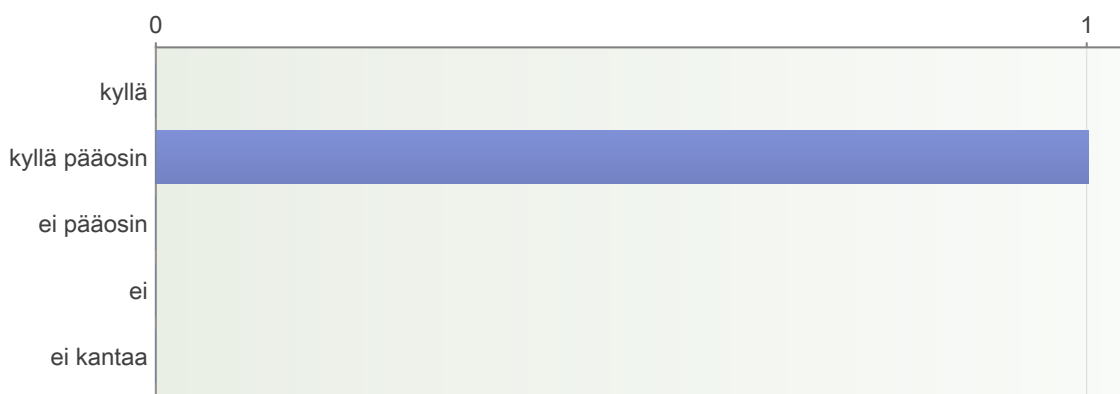 0 1
kyllä
kyllä pääosin
ei pääosin
ei
ei kantaa